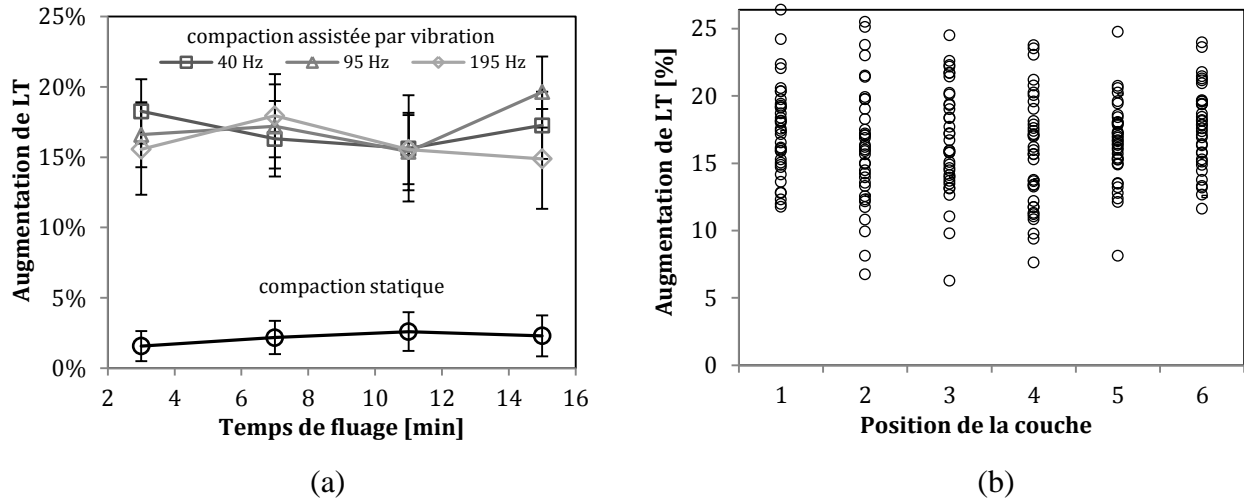 25%
20%
15%
10%
5%
0%
Augmentation de LT
compaction assistée par vibration
40 Hz 95 Hz 195 Hz
compaction statique
2 4 6 8 10 12 14 16
Temps de fluage [min]
(a)
25
20
15
10
5
0
Augmentation de LT [%]
1 2 3 4 5 6
Position de la couche
(b)